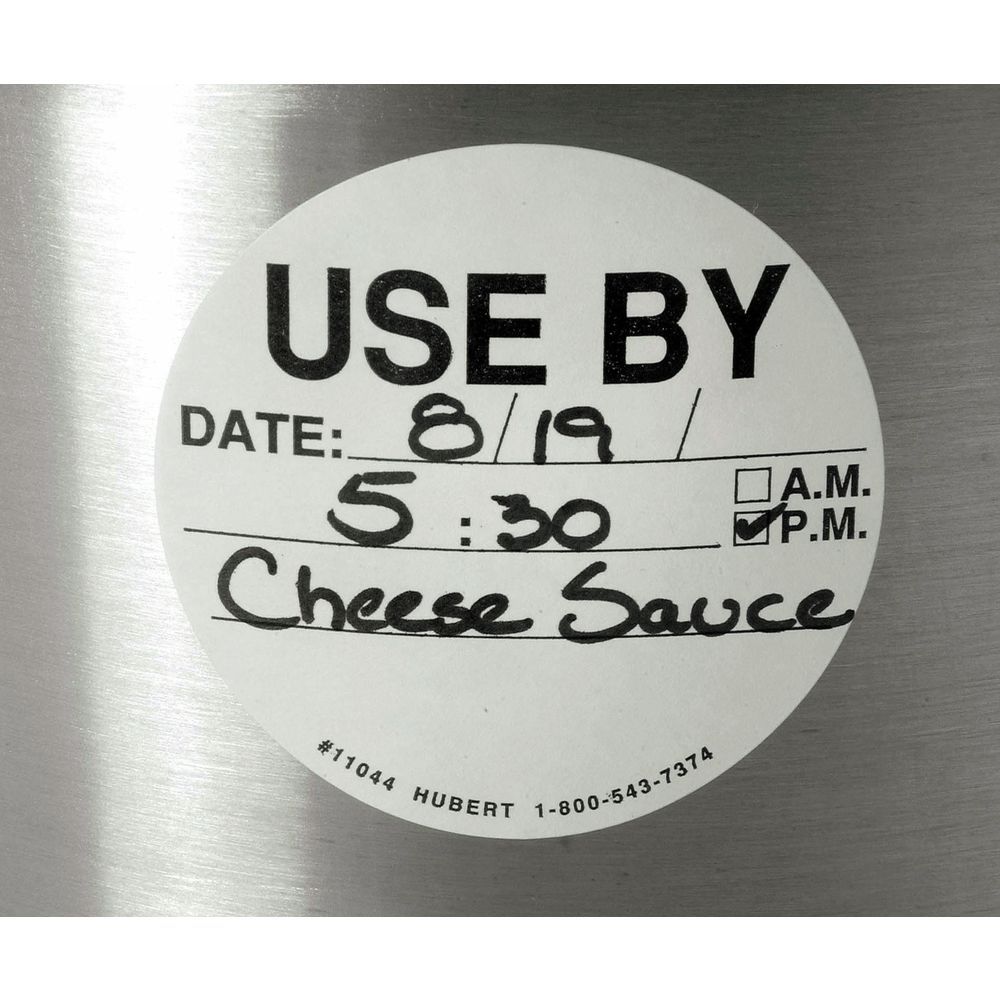 USE BY
DATE: 8/19/
5:30 A.M.
P.M.
Cheese Sauce
#11044 HUBERT 1-800-543-7374